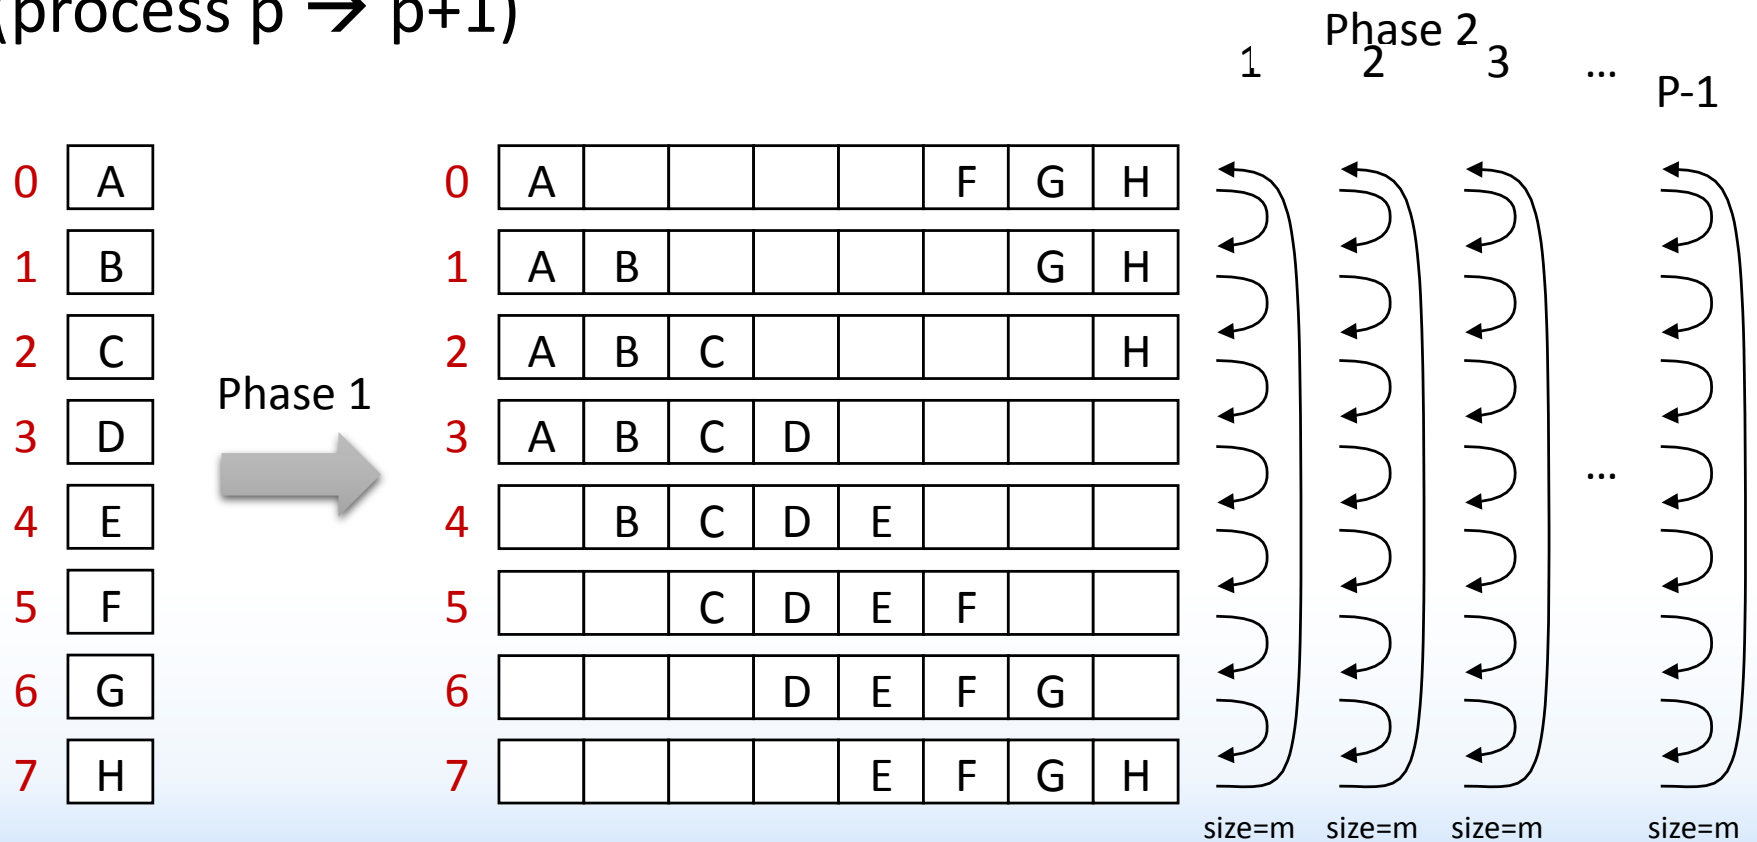 (process p → p+1)
Phase 2
1 2 3 ... P-1
0 A 0 A F G H
1 B 1 A B G H
2 C 2 A B C H
Phase 1
3 D 3 A B C D
...
4 E 4 B C D E
5 F 5 C D E F
6 G 6 D E F G
7 H 7 E F G H
size=m size=m size=m size=m